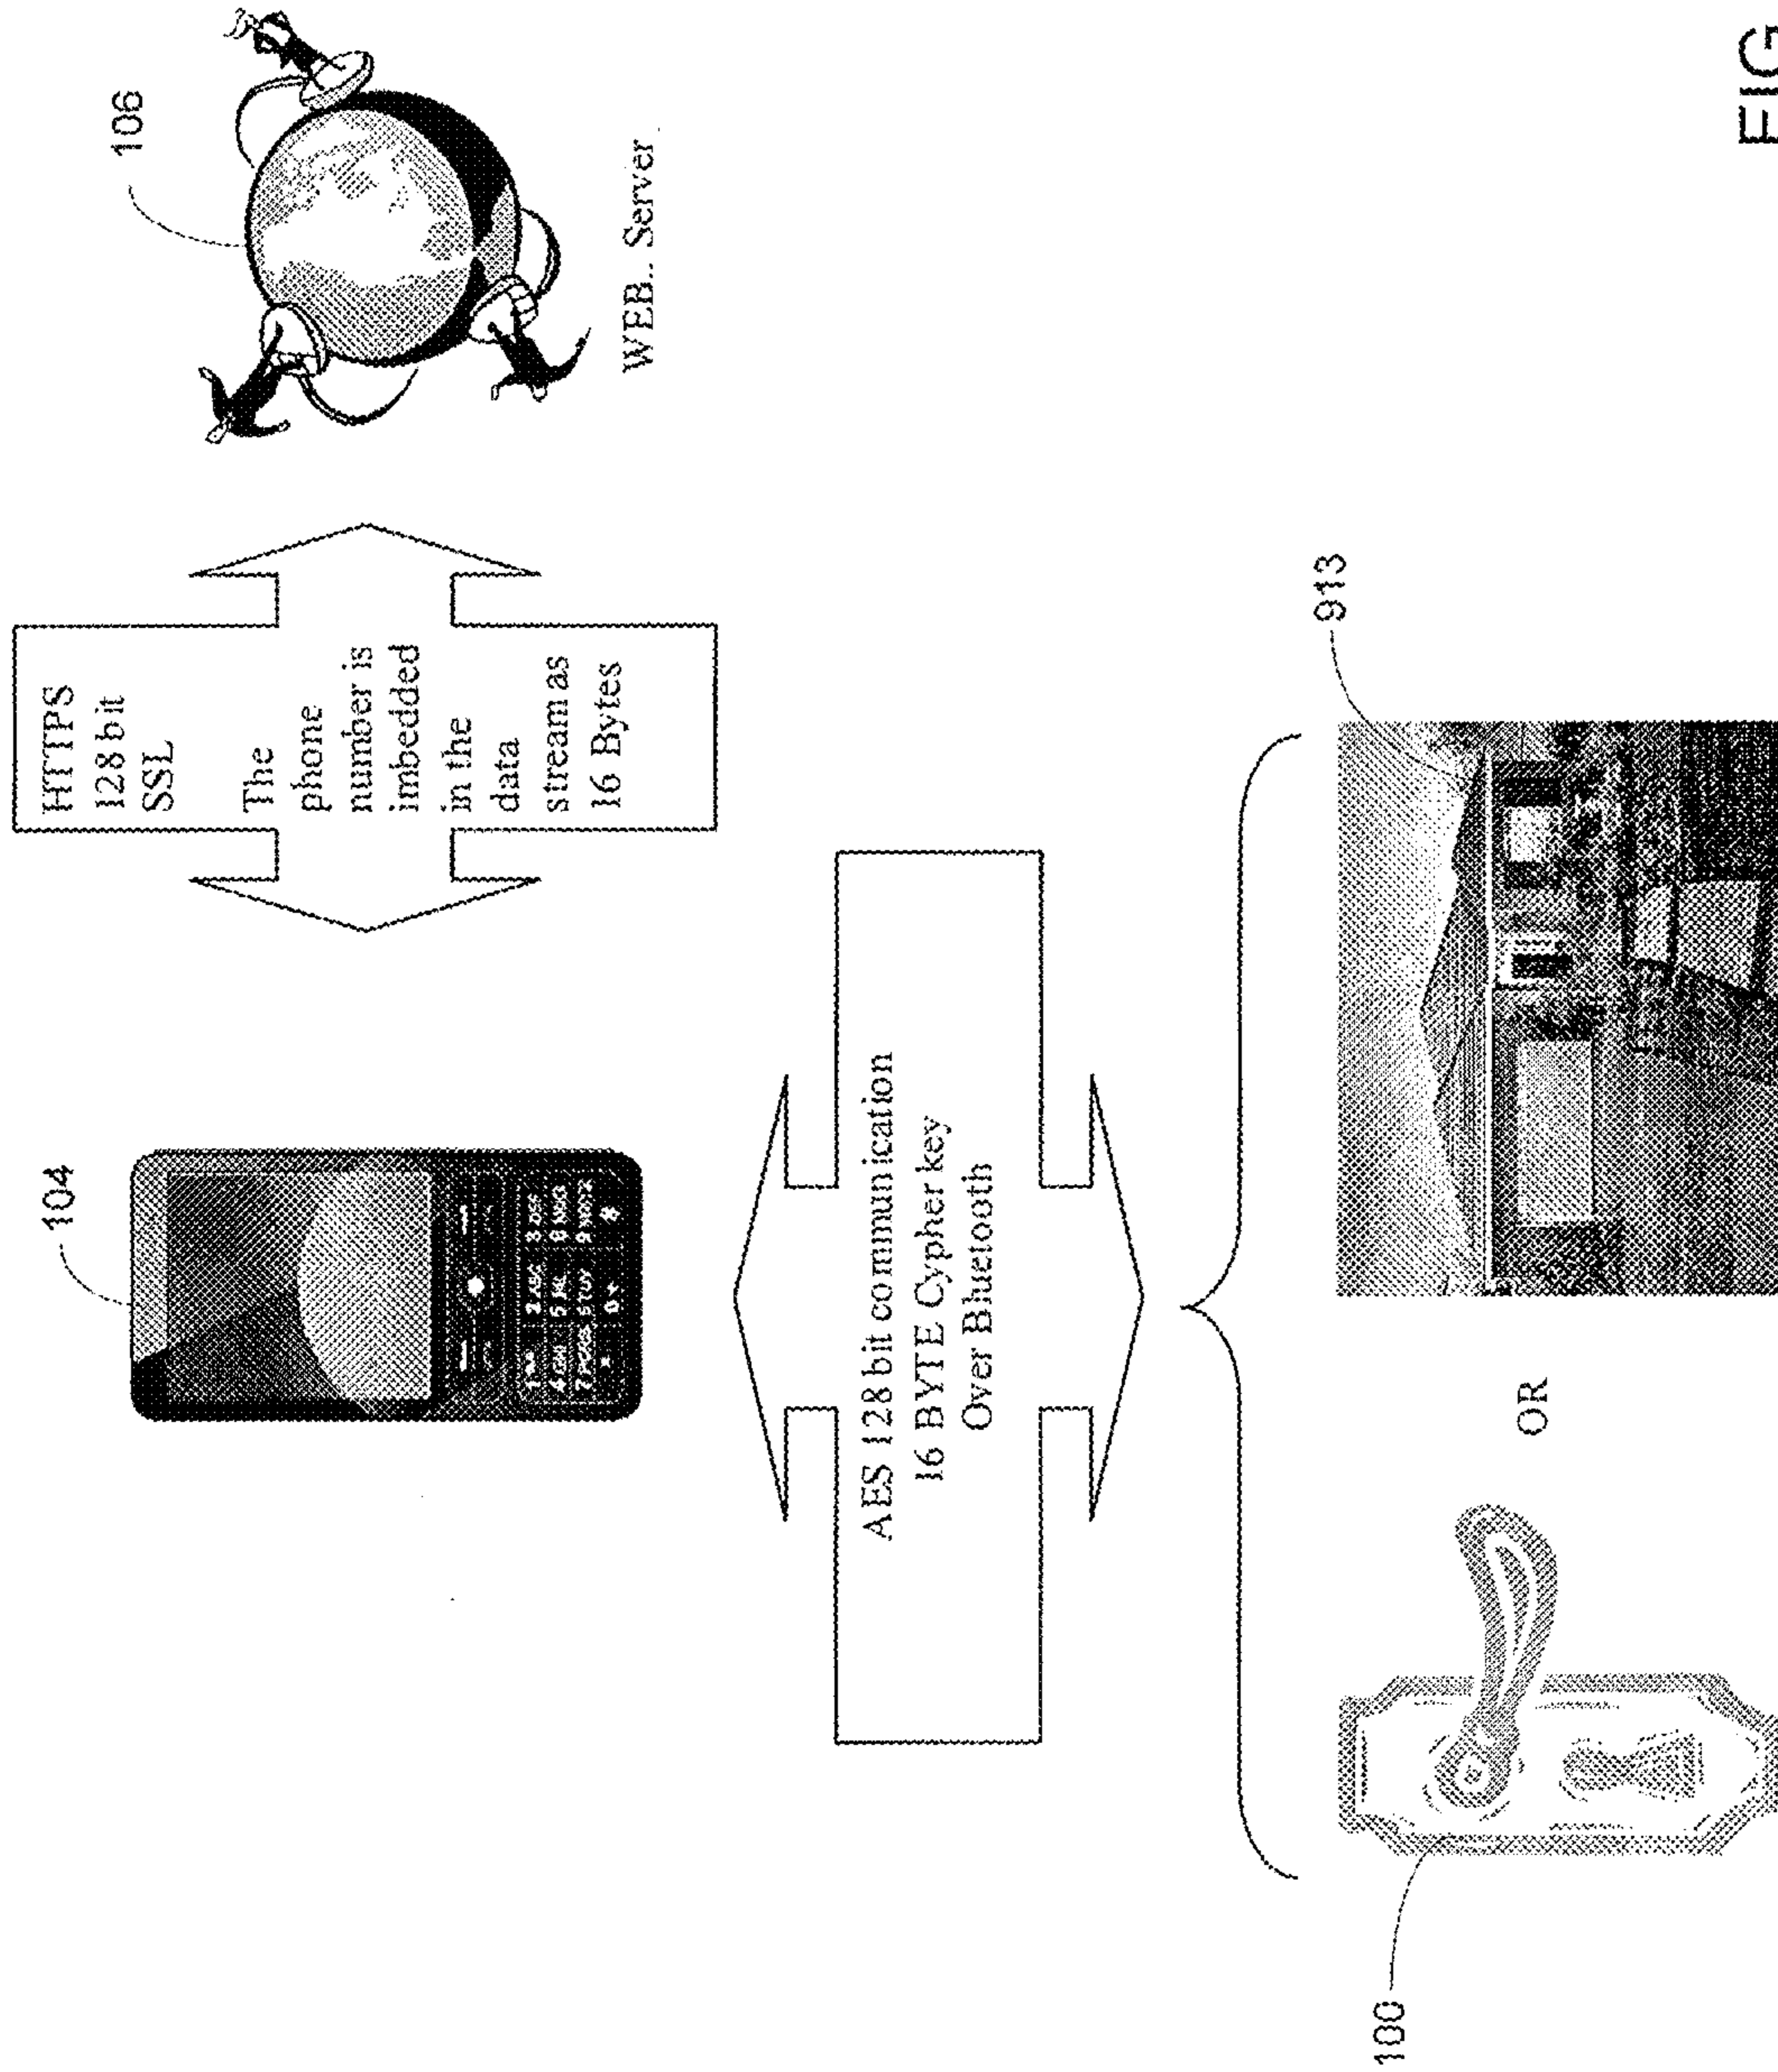 106
WEB.. Server
HTTPS
128 bit
SSL
The
phone
number is
imbedded
in the
data
stream as
16 Bytes
104
AES 128 bit communication
16 BYTE Cypher key
Over Bluetooth
913
OR
100
FIG